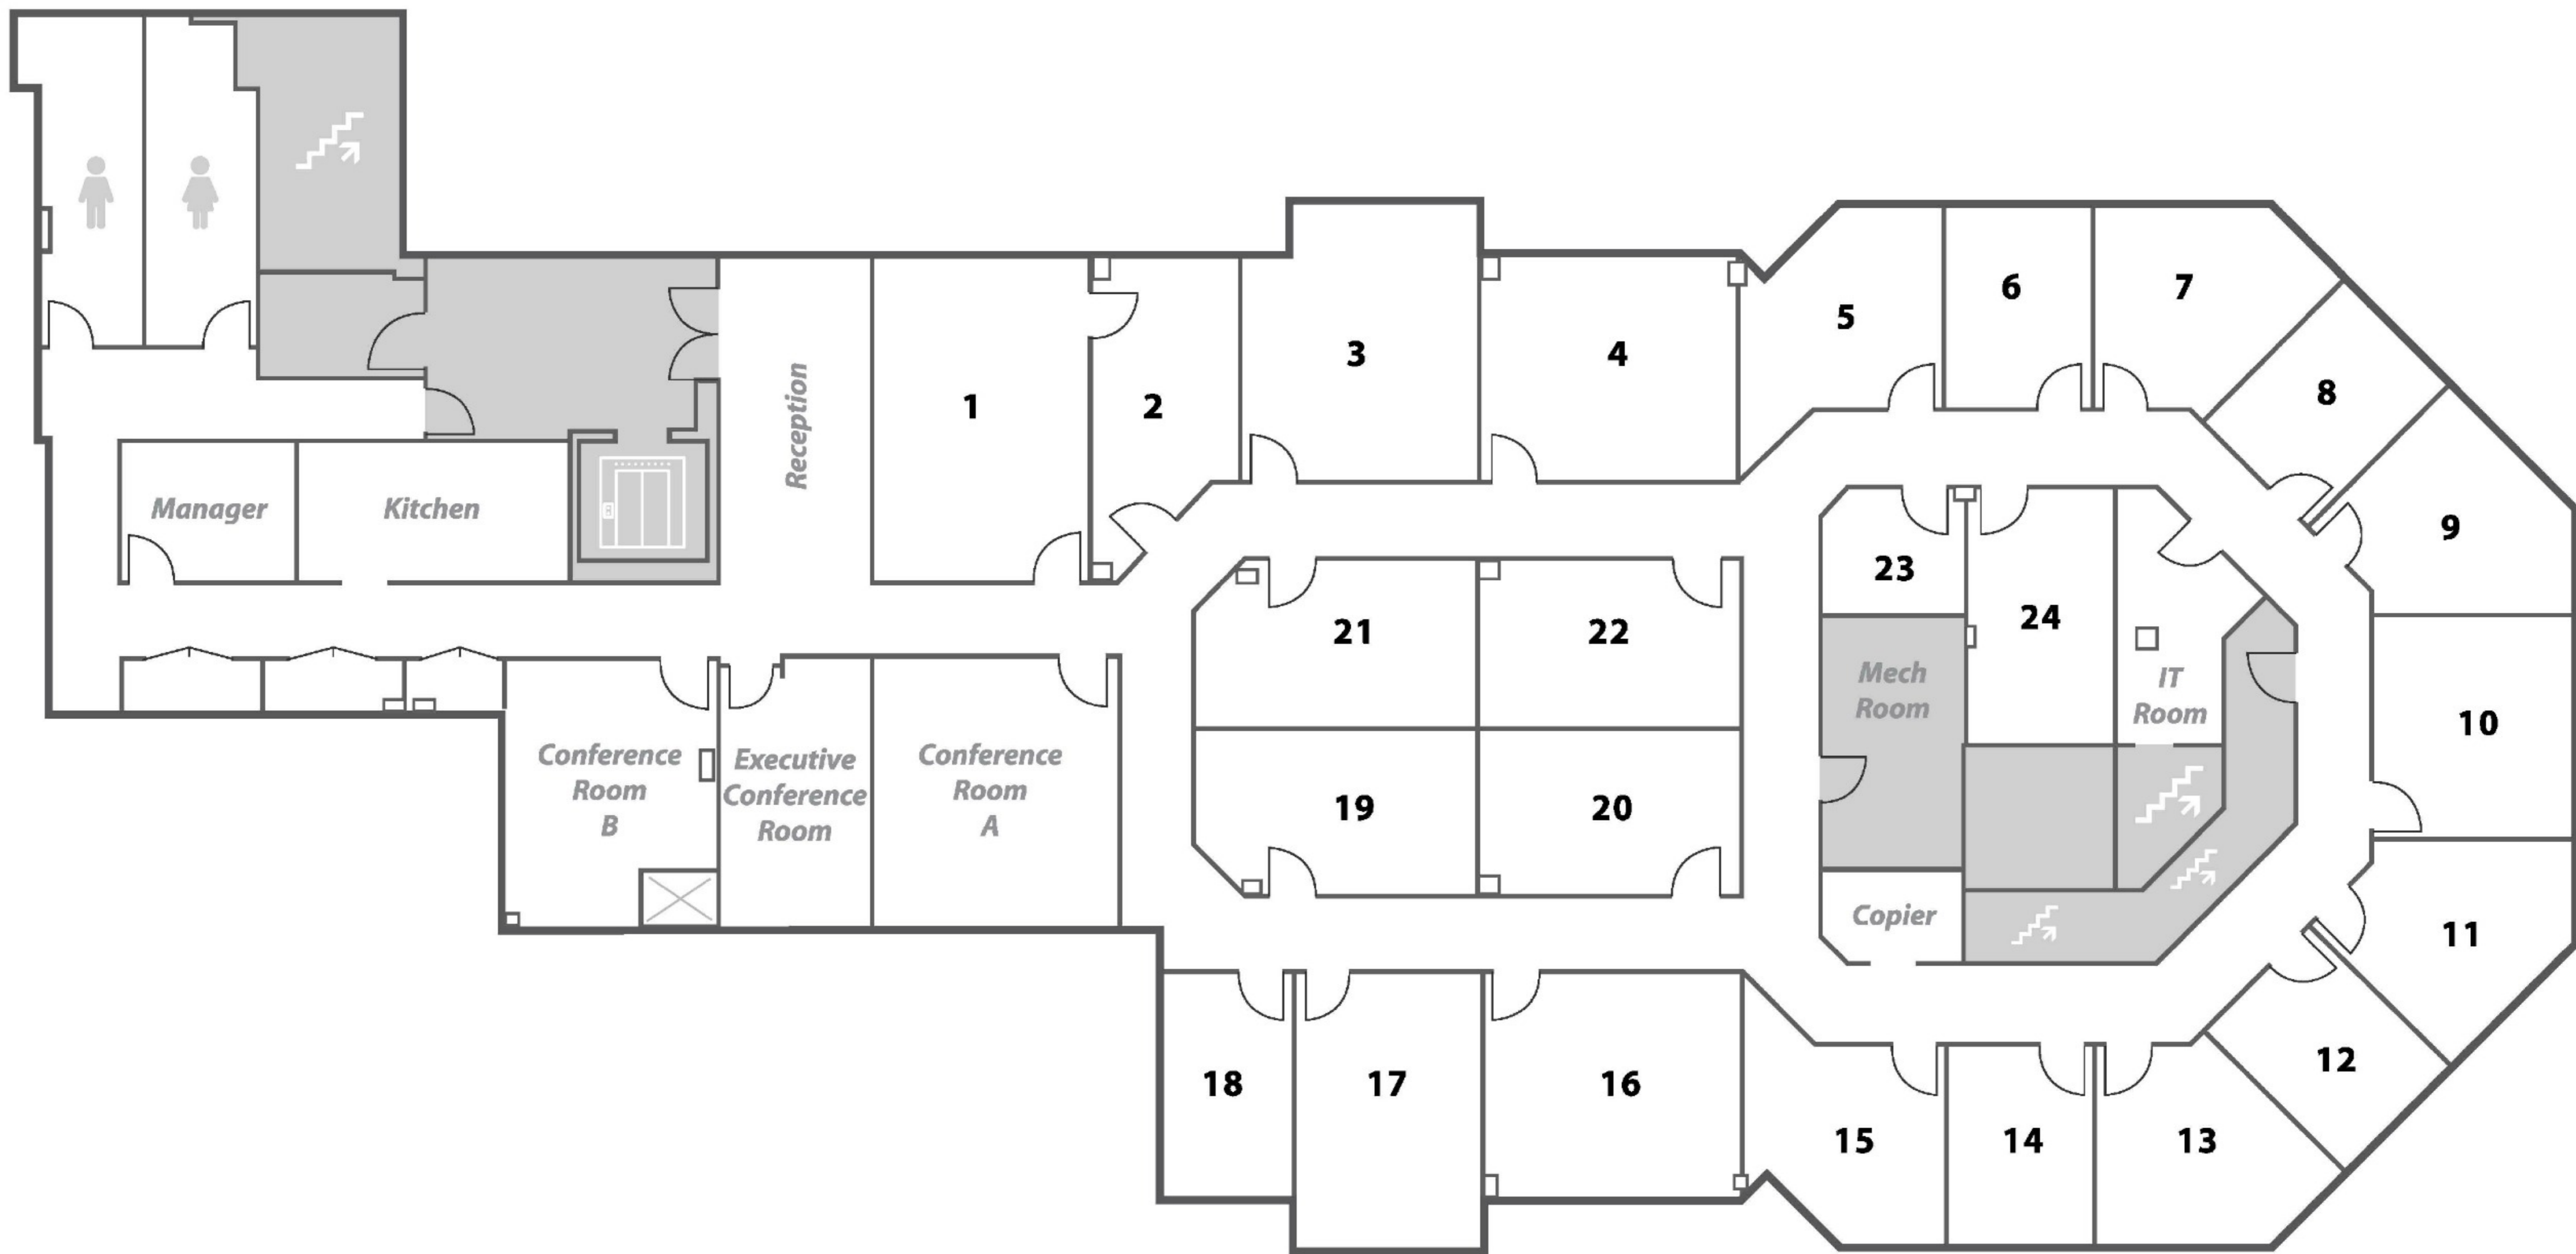 1
2
3
4
5
6
7
8
9
10
11
12
13
14
15
16
17
18
19
20
21
22
23
24
Reception
Manager
Kitchen
Conference
Room
B
Executive
Conference
Room
Conference
Room
A
Mech
Room
IT
Room
Copier